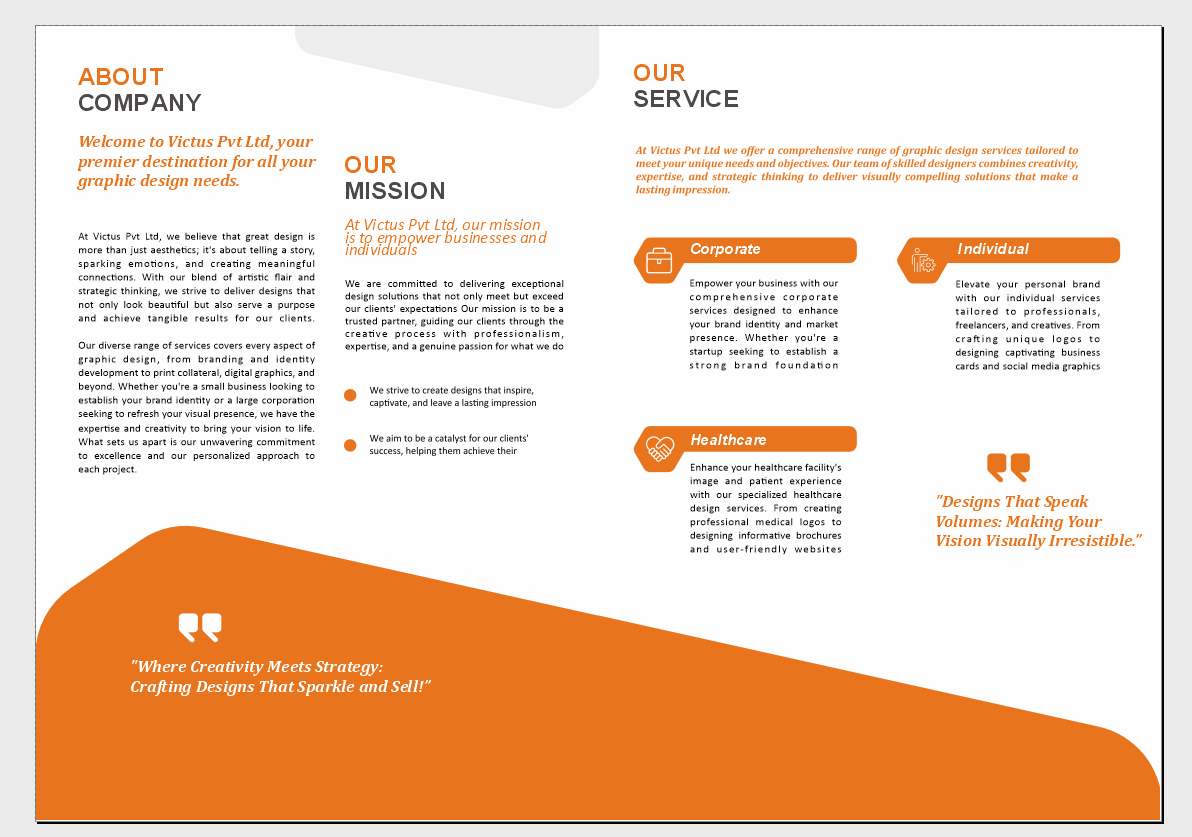 ABOUT
COMPANY
Welcome to Victus Pvt Ltd, your
premier destination for all your
graphic design needs.
At Victus Pvt Ltd, we believe that great design is
more than just aesthetics; it's about telling a story,
sparking emotions, and creating meaningful
connections. With our blend of artistic flair and
strategic thinking, we strive to deliver designs that
not only look beautiful but also serve a purpose
and achieve tangible results for our clients.
Our diverse range of services covers every aspect of
graphic design, from branding and identity
development to print collateral, digital graphics, and
beyond. Whether you're a small business looking to
establish your brand identity or a large corporation
seeking to refresh your visual presence, we have the
expertise and creativity to bring your vision to life.
What sets us apart is our unwavering commitment
to excellence and our personalized approach to
each project.
OUR
MISSION
At Victus Pvt Ltd, our mission
is to empower businesses and
individuals
We are committed to delivering exceptional
design solutions that not only meet but exceed
our clients' expectations Our mission is to be a
trusted partner, guiding our clients through the
creative process with professionalism,
expertise, and a genuine passion for what we do
We strive to create designs that inspire,
captivate, and leave a lasting impression
We aim to be a catalyst for our clients'
success, helping them achieve their
"Where Creativity Meets Strategy:
Crafting Designs That Sparkle and Sell!"
OUR
SERVICE
At Victus Pvt Ltd we offer a comprehensive range of graphic design services tailored to
meet your unique needs and objectives. Our team of skilled designers combines creativity,
expertise, and strategic thinking to deliver visually compelling solutions that make a
lasting impression.
Corporate
Empower your business with our
comprehensive corporate
services designed to enhance
your brand identity and market
presence. Whether you're a
startup seeking to establish a
strong brand foundation
Individual
Elevate your personal brand
with our individual services
tailored to professionals,
freelancers, and creatives. From
crafting unique logos to
designing captivating business
cards and social media graphics
Healthcare
Enhance your healthcare facility's
image and patient experience
with our specialized healthcare
design services. From creating
professional medical logos to
designing informative brochures
and user-friendly websites
"Designs That Speak
Volumes: Making Your
Vision Visually Irresistible."